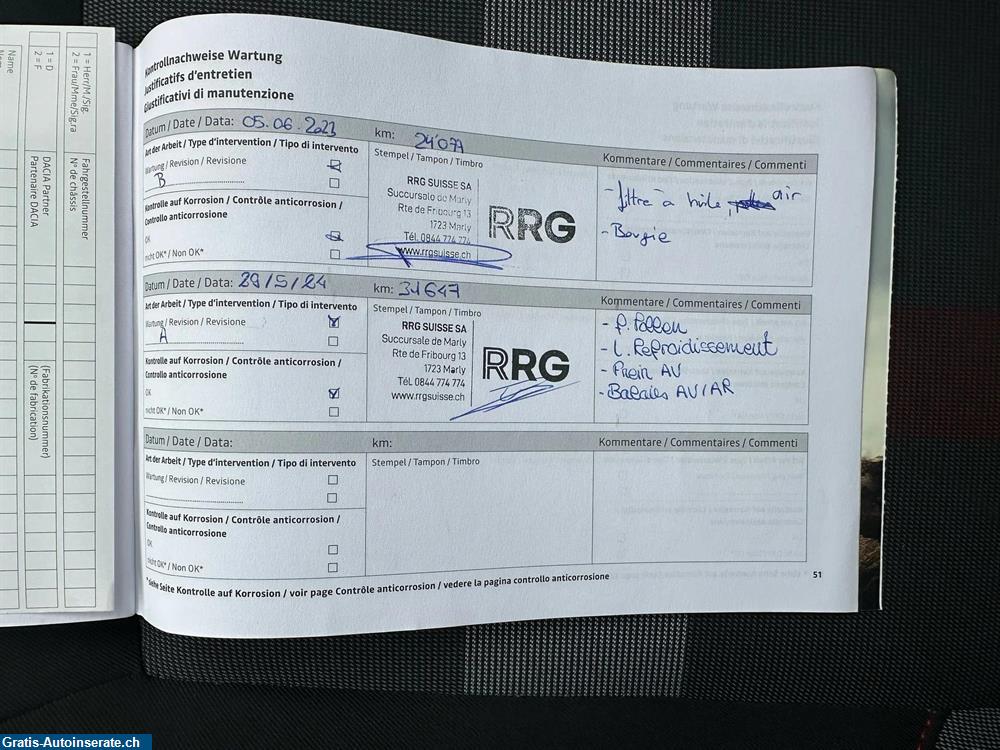 1 = Herr/M./Sig.
2 = Frau/Mme/Sig.ra
1 = D
2 = F
Name
Fahrgestellnummer
N° de châssis
DACIA Partner
Partenaire DACIA
(Fabrikationsnummer)
(N° de fabrication)
Kontrollnachweise Wartung
Justificatifs d'entretien
Giustificativi di manutenzione
Datum / Date / Data: 05.06.2023
km: 24'077
Kommentare / Commentaires / Commenti
Art der Arbeit / Type d'intervention / Tipo di intervento
Wartung / Revision / Revisione
B
Kontrolle auf Korrosion / Contrôle anticorrosion /
Controllo anticorrosione
OK
nicht OK* / Non OK*
Stempel / Tampon / Timbro
RRG SUISSE SA
Succursale de Marly
Rte de Fribourg 13
1723 Marly
Tél. 0844 774 774
www.rrgsuisse.ch
RRG
- filtre à huile, air
- Bougie
Datum / Date / Data: 29/5/24
km: 31647
Kommentare / Commentaires / Commenti
Art der Arbeit / Type d'intervention / Tipo di intervento
Wartung / Revision / Revisione
A
Kontrolle auf Korrosion / Contrôle anticorrosion /
Controllo anticorrosione
OK
nicht OK* / Non OK*
Stempel / Tampon / Timbro
RRG SUISSE SA
Succursale de Marly
Rte de Fribourg 13
1723 Marly
Tél. 0844 774 774
www.rrgsuisse.ch
RRG
- f. Pollen
- L. Refroidissement
- Frein AV
- Balaies AV/AR
Datum / Date / Data:
km:
Kommentare / Commentaires / Commenti
Art der Arbeit / Type d'intervention / Tipo di intervento
Wartung / Revision / Revisione
Kontrolle auf Korrosion / Contrôle anticorrosion /
Controllo anticorrosione
OK
nicht OK* / Non OK*
Stempel / Tampon / Timbro
* siehe Seite Kontrolle auf Korrosion / voir page Contrôle anticorrosion / vedere la pagina controllo anticorrosione
51
Gratis-Autoinserate.ch